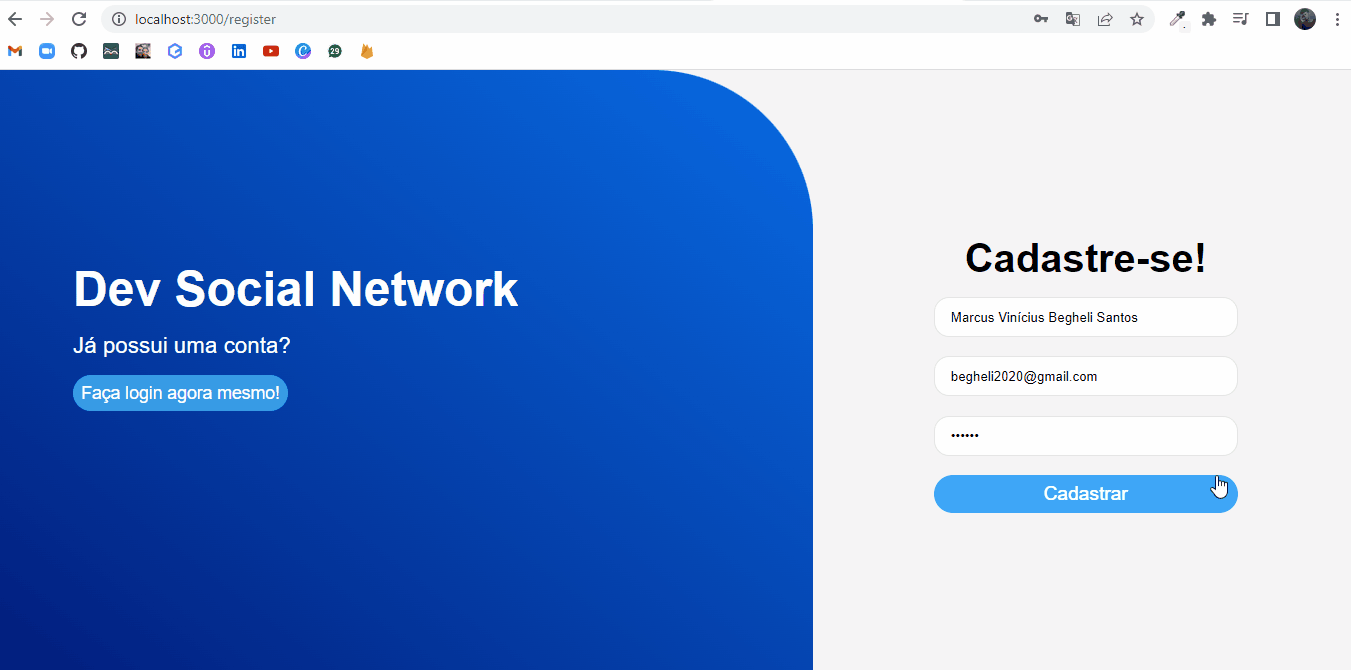 localhost:3000/register
29
Dev Social Network
Já possui uma conta?
Faça login agora mesmo!
Cadastre-se!
Marcus Vinícius Begheli Santos
begheli2020@gmail.com
••••••
Cadastrar